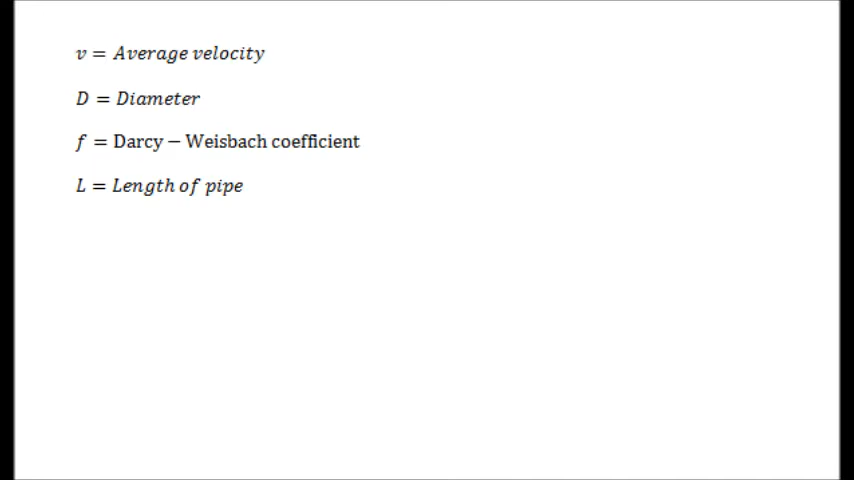 v = Average velocity
D = Diameter
f = Darcy − Weisbach coefficient
L = Length of pipe